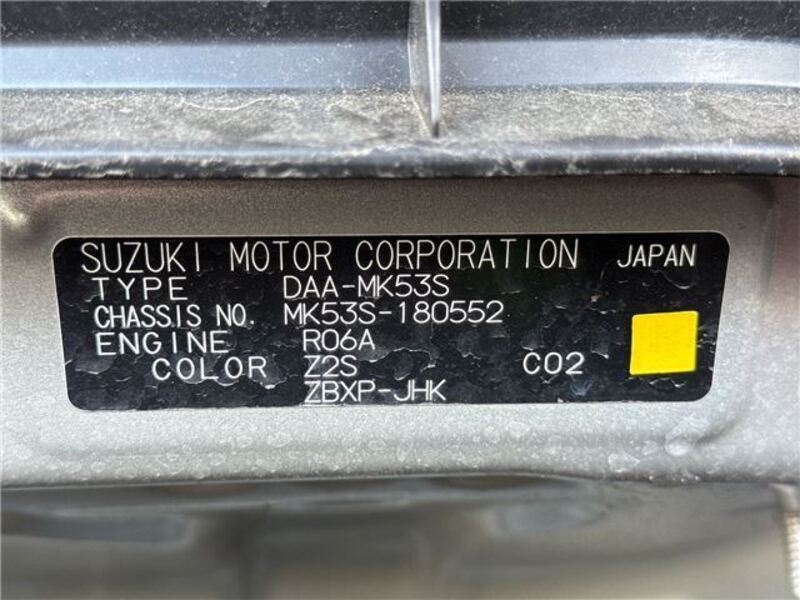 SUZUKI MOTOR CORPORATION JAPAN
TYPE DAA-MK53S
CHASSIS NO. MK53S-180552
ENGINE R06A
COLOR Z2S C02
ZBXP-JHK